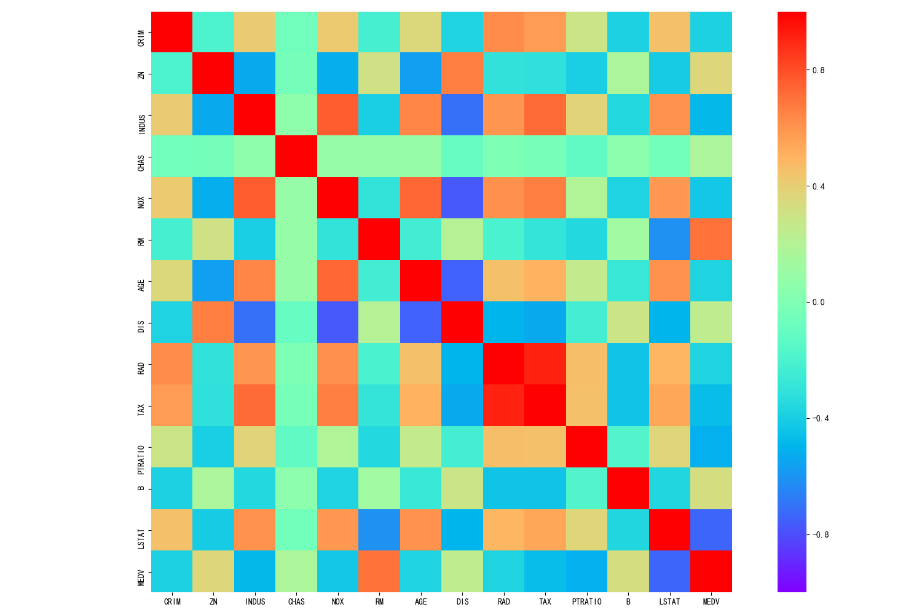 CRIM
ZN
INDUS
CHAS
NOX
RM
AGE
DIS
RAD
TAX
PTRATIO
B
LSTAT
MEDV
CRIM ZN INDUS CHAS NOX RM AGE DIS RAD TAX PTRATIO B LSTAT MEDV
0.8
0.4
0.0
-0.4
-0.8